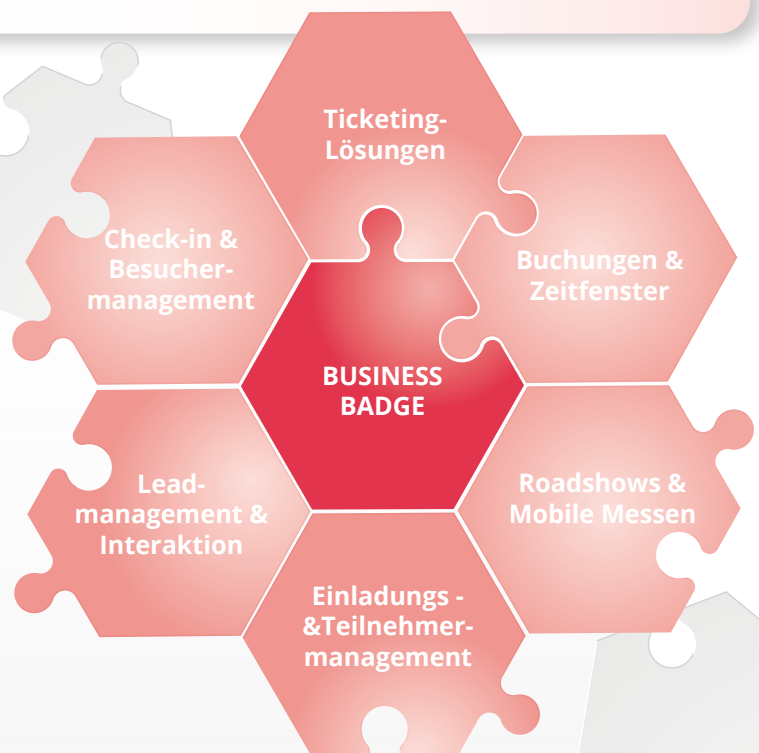 Ticketing-
Lösungen
Check-in &
Besucher-
management
Buchungen &
Zeitfenster
BUSINESS
BADGE
Lead-
management &
Interaktion
Roadshows &
Mobile Messen
Einladungs -
&Teilnehmer-
management